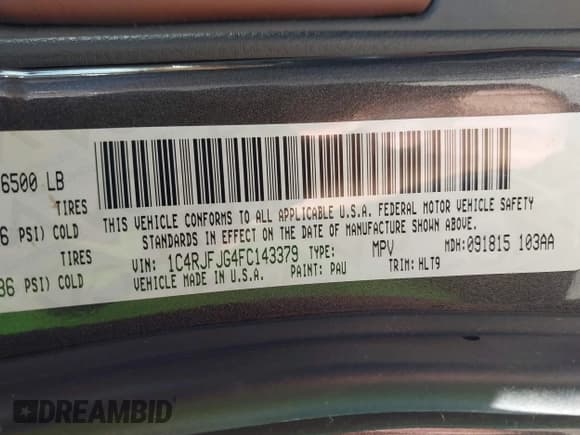 6500 LB
TIRES
6 PSI) COLD
TIRES
36 PSI) COLD
THIS VEHICLE CONFORMS TO ALL APPLICABLE U.S.A. FEDERAL MOTOR VEHICLE SAFETY
STANDARDS IN EFFECT ON THE DATE OF MANUFACTURE SHOWN ABOVE.
VIN: 1C4RJFJG4FC143379 TYPE: MPV MDH:091815 103AA
VEHICLE MADE IN U.S.A. PAINT: PAU TRIM: HLT9
DREAMBID